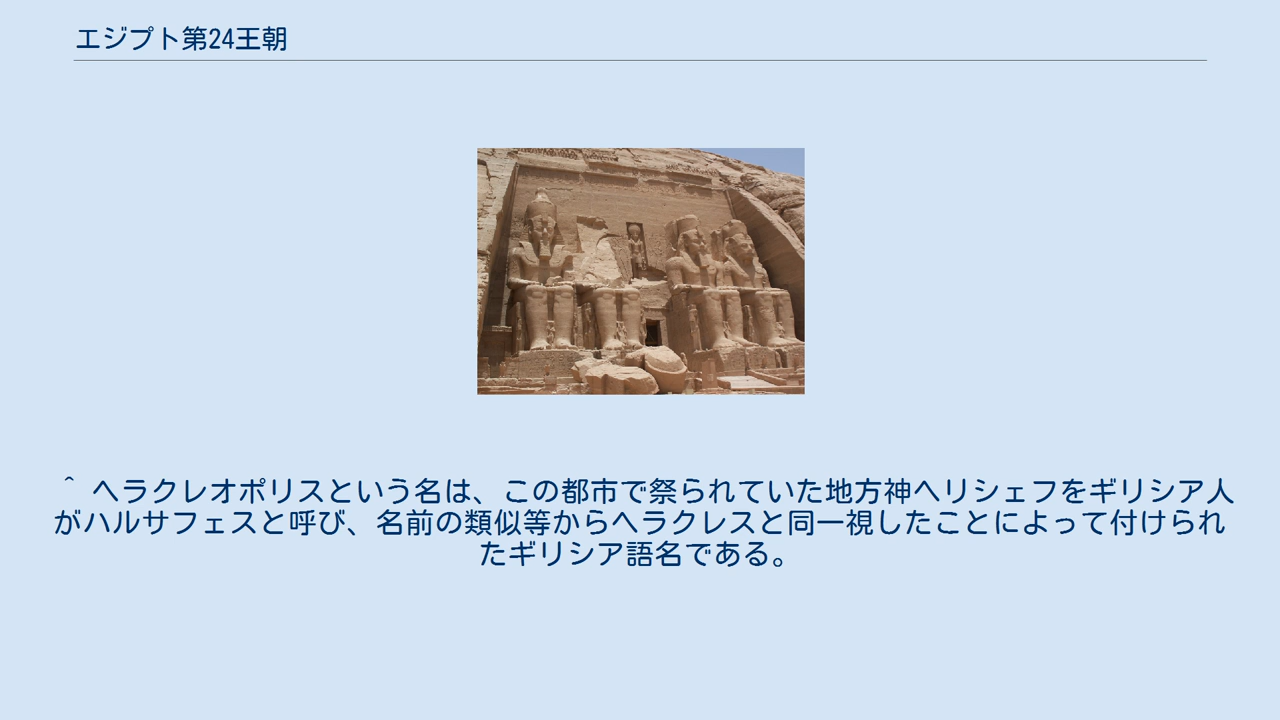 エジプト第24王朝
^ ヘラクレオポリスという名は、この都市で祭られていた地方神ヘリシェフをギリシア人
がハルサフェスと呼び、名前の類似等からヘラクレスと同一視したことによって付けられ
たギリシア語名である。